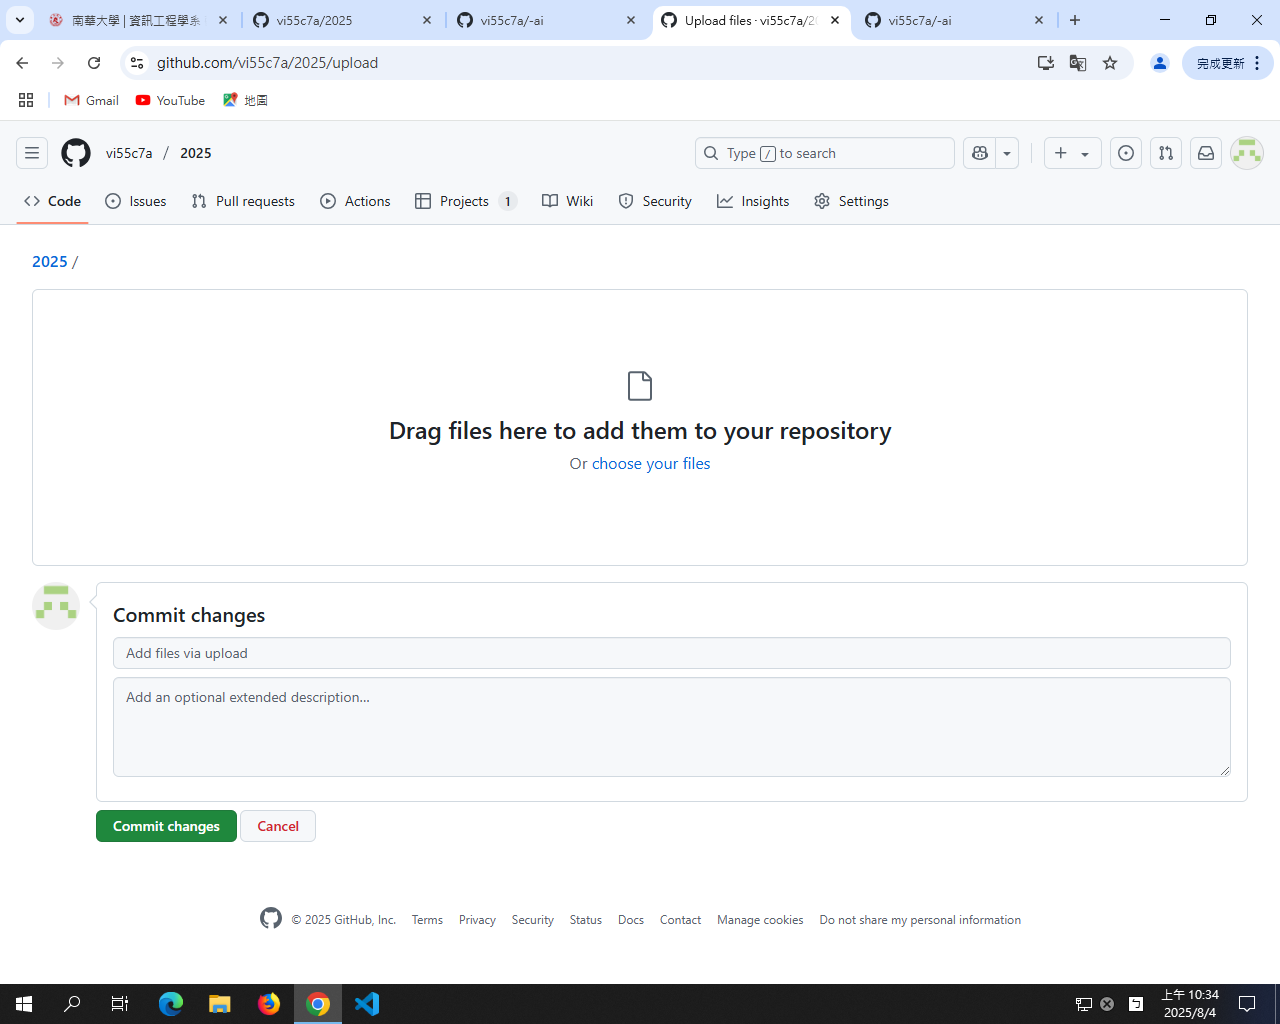 南華大學 | 資訊工程學系
vi55c7a/2025
vi55c7a/-ai
Upload files · vi55c7a/20
vi55c7a/-ai
github.com/vi55c7a/2025/upload
完成更新
Gmail
YouTube
地圖
vi55c7a / 2025
Type / to search
Code
Issues
Pull requests
Actions
Projects 1
Wiki
Security
Insights
Settings
2025 /
Drag files here to add them to your repository
Or choose your files
Commit changes
Add files via upload
Add an optional extended description...
Commit changes
Cancel
© 2025 GitHub, Inc.
Terms
Privacy
Security
Status
Docs
Contact
Manage cookies
Do not share my personal information
上午 10:34
2025/8/4